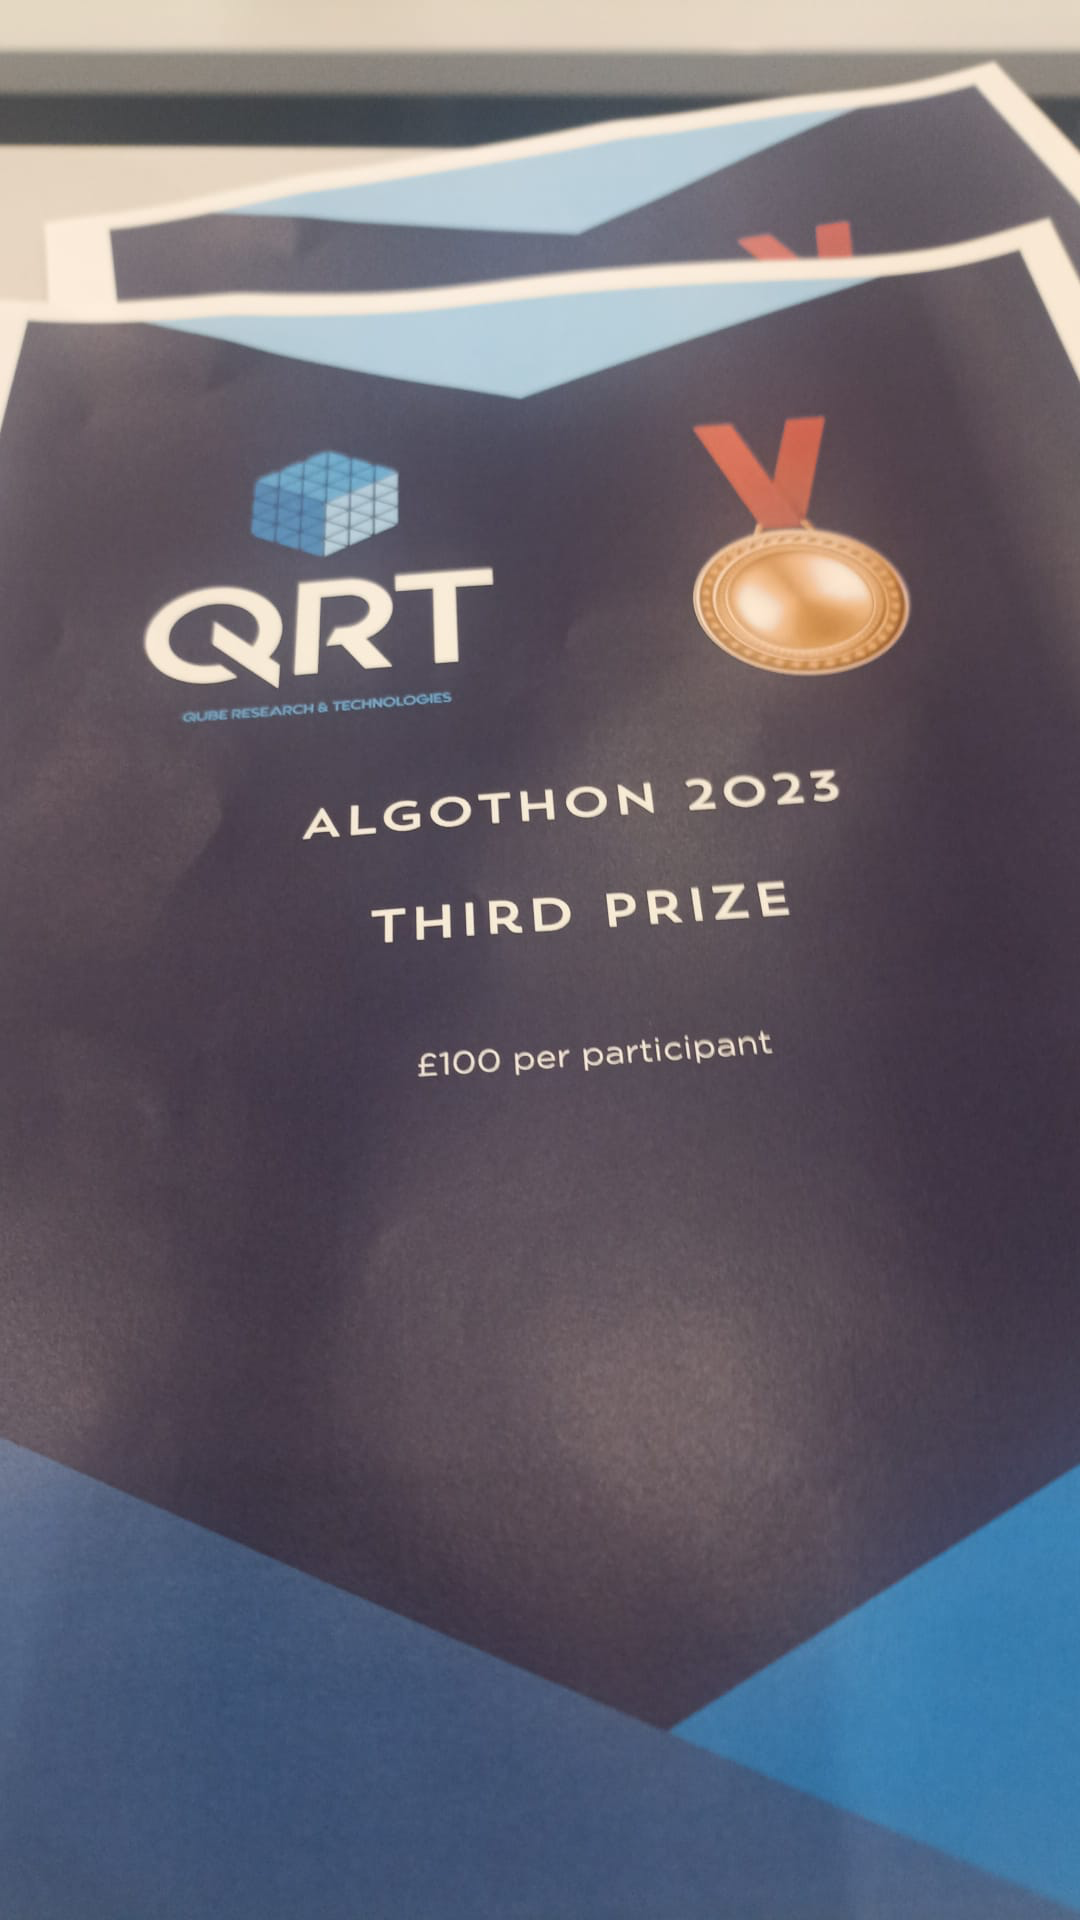 QRT
QUBE RESEARCH & TECHNOLOGIES
ALGOTHON 2023
THIRD PRIZE
£100 per participant